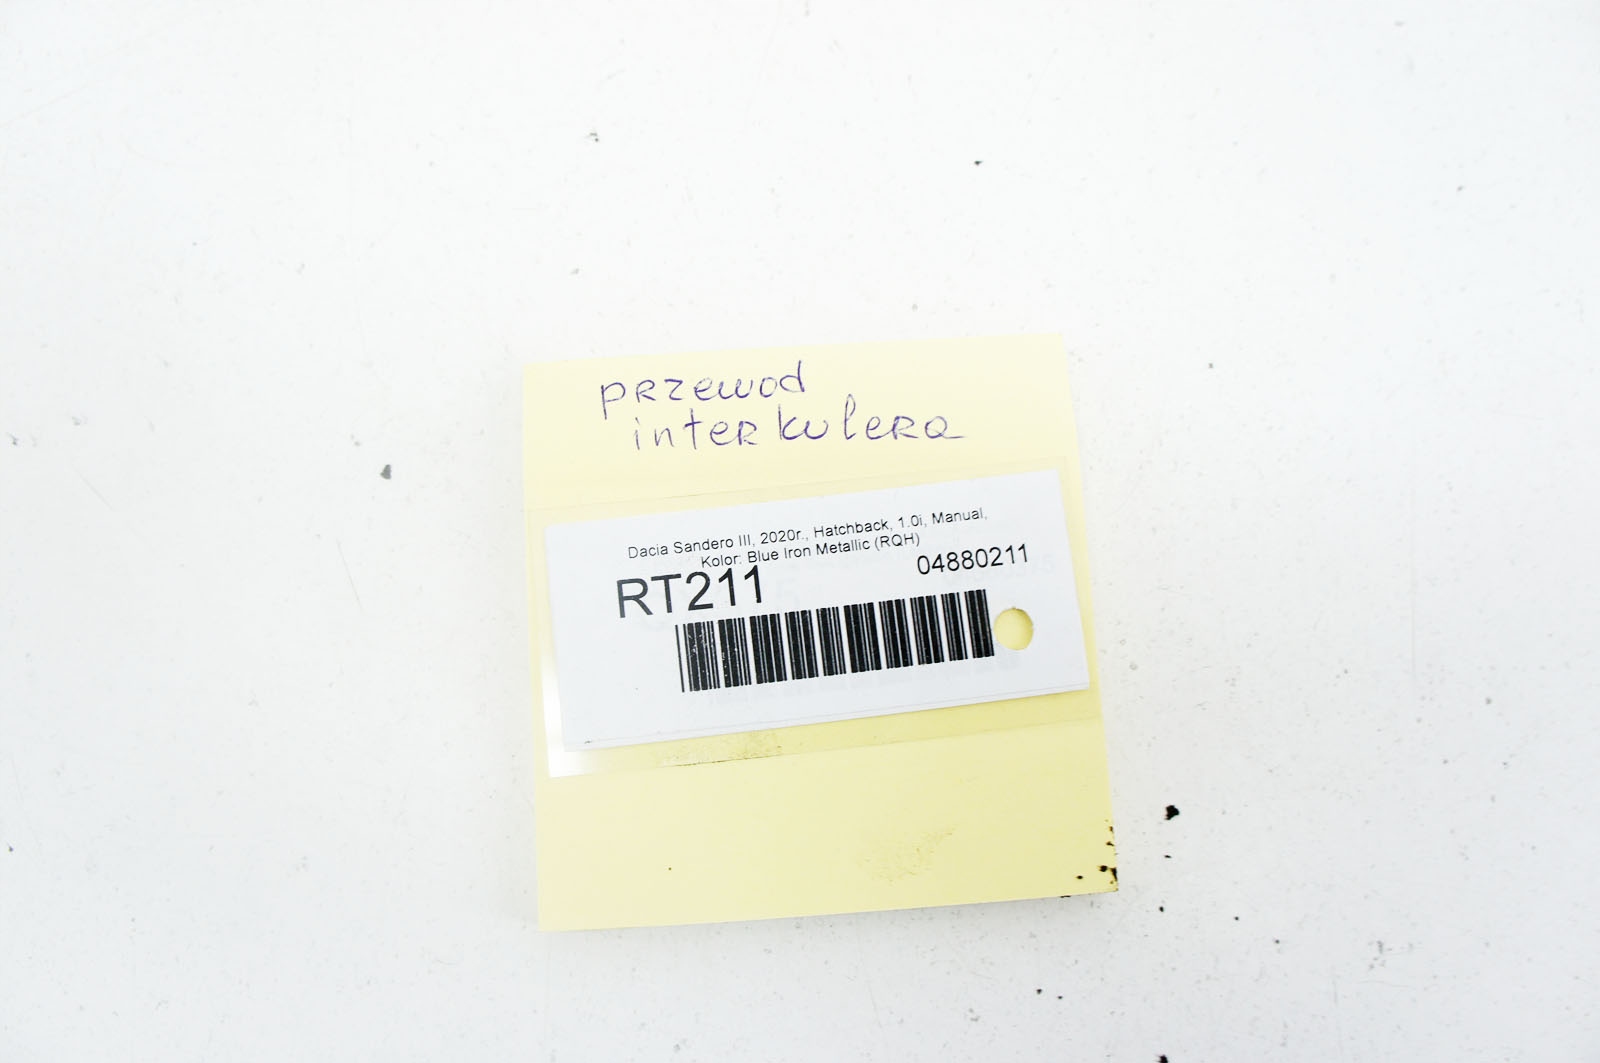 przewod
interkulera
Dacia Sandero III, 2020r., Hatchback, 1.0i, Manual,
Kolor: Blue Iron Metallic (RQH)
RT211 04880211